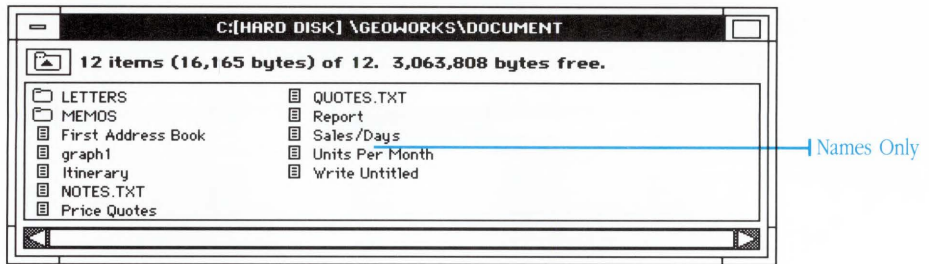 C:[HARD DISK] \GEOWORKS\DOCUMENT
12 items (16,165 bytes) of 12. 3,063,808 bytes free.
LETTERS
MEMOS
First Address Book
graph1
Itinerary
NOTES.TXT
Price Quotes
QUOTES.TXT
Report
Sales/Days
Units Per Month
Write Untitled
Names Only